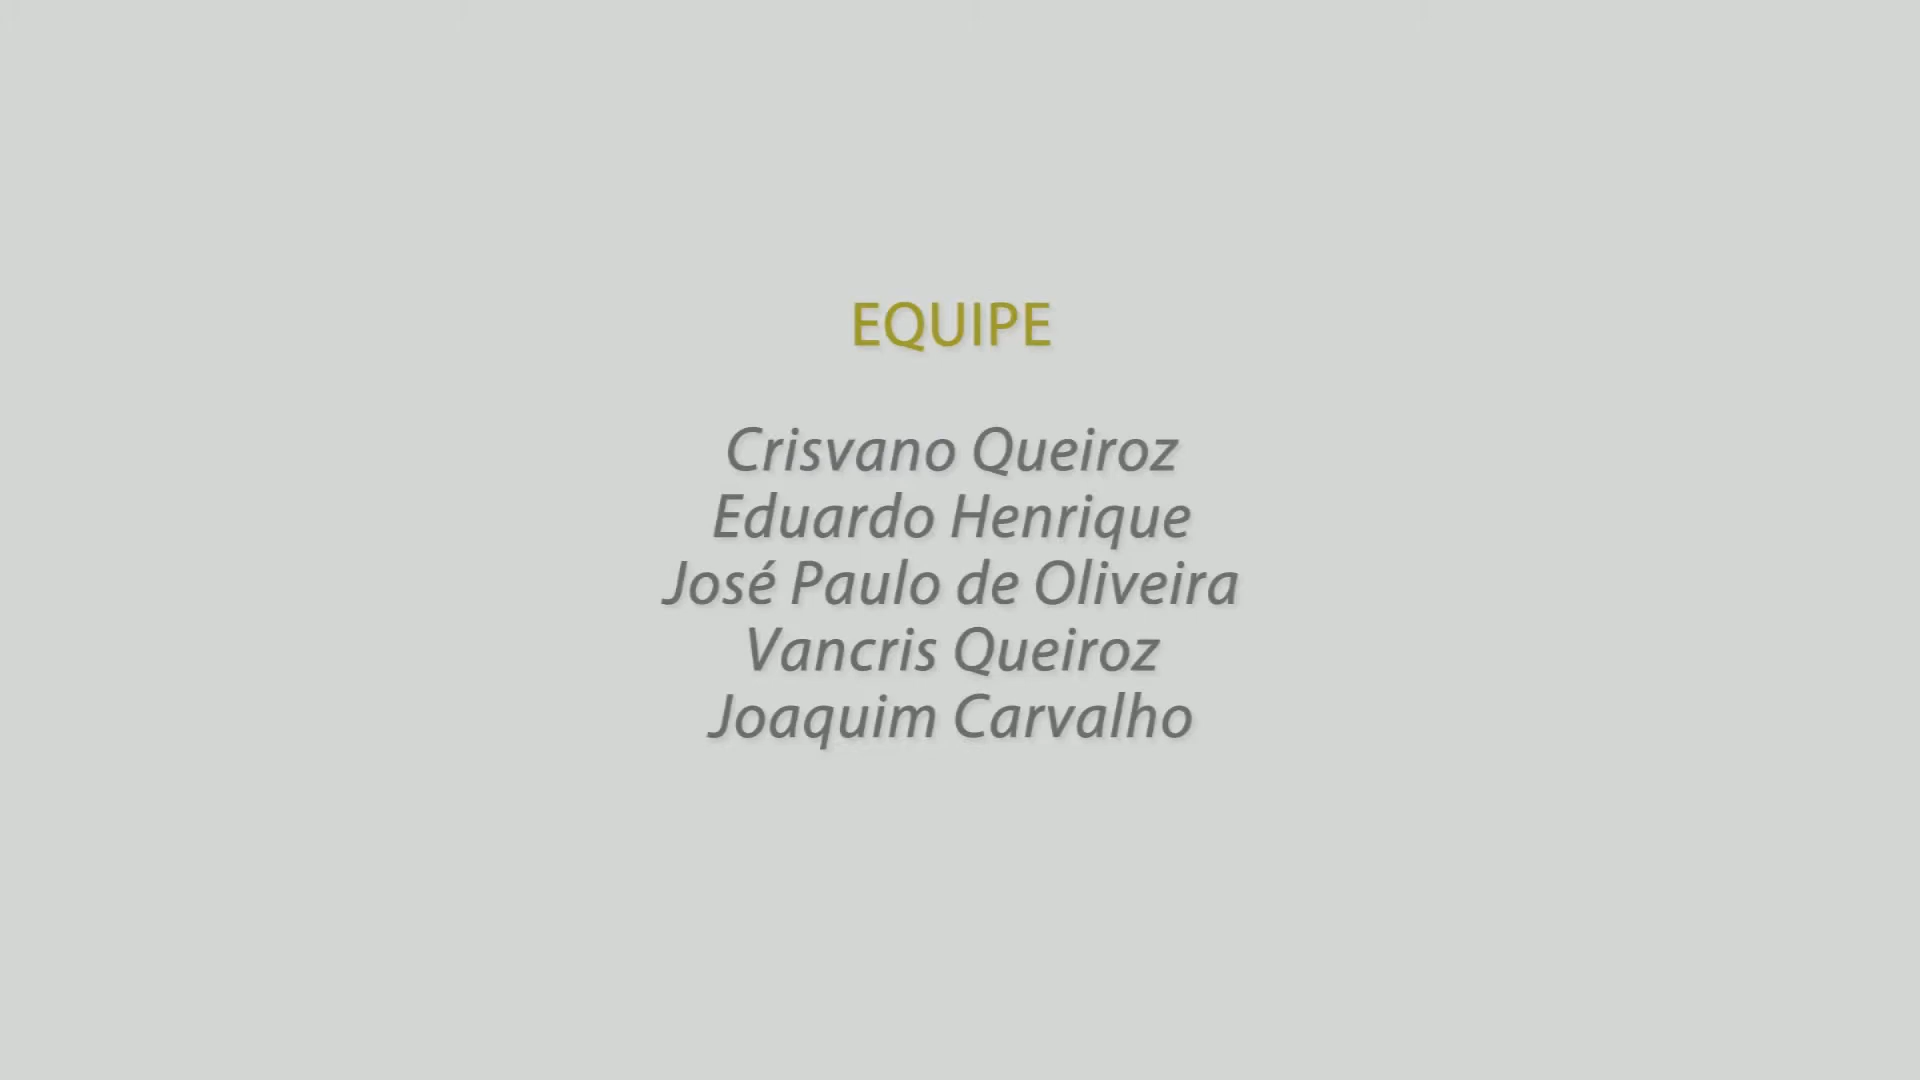 EQUIPE
Crisvano Queiroz
Eduardo Henrique
José Paulo de Oliveira
Vancris Queiroz
Joaquim Carvalho